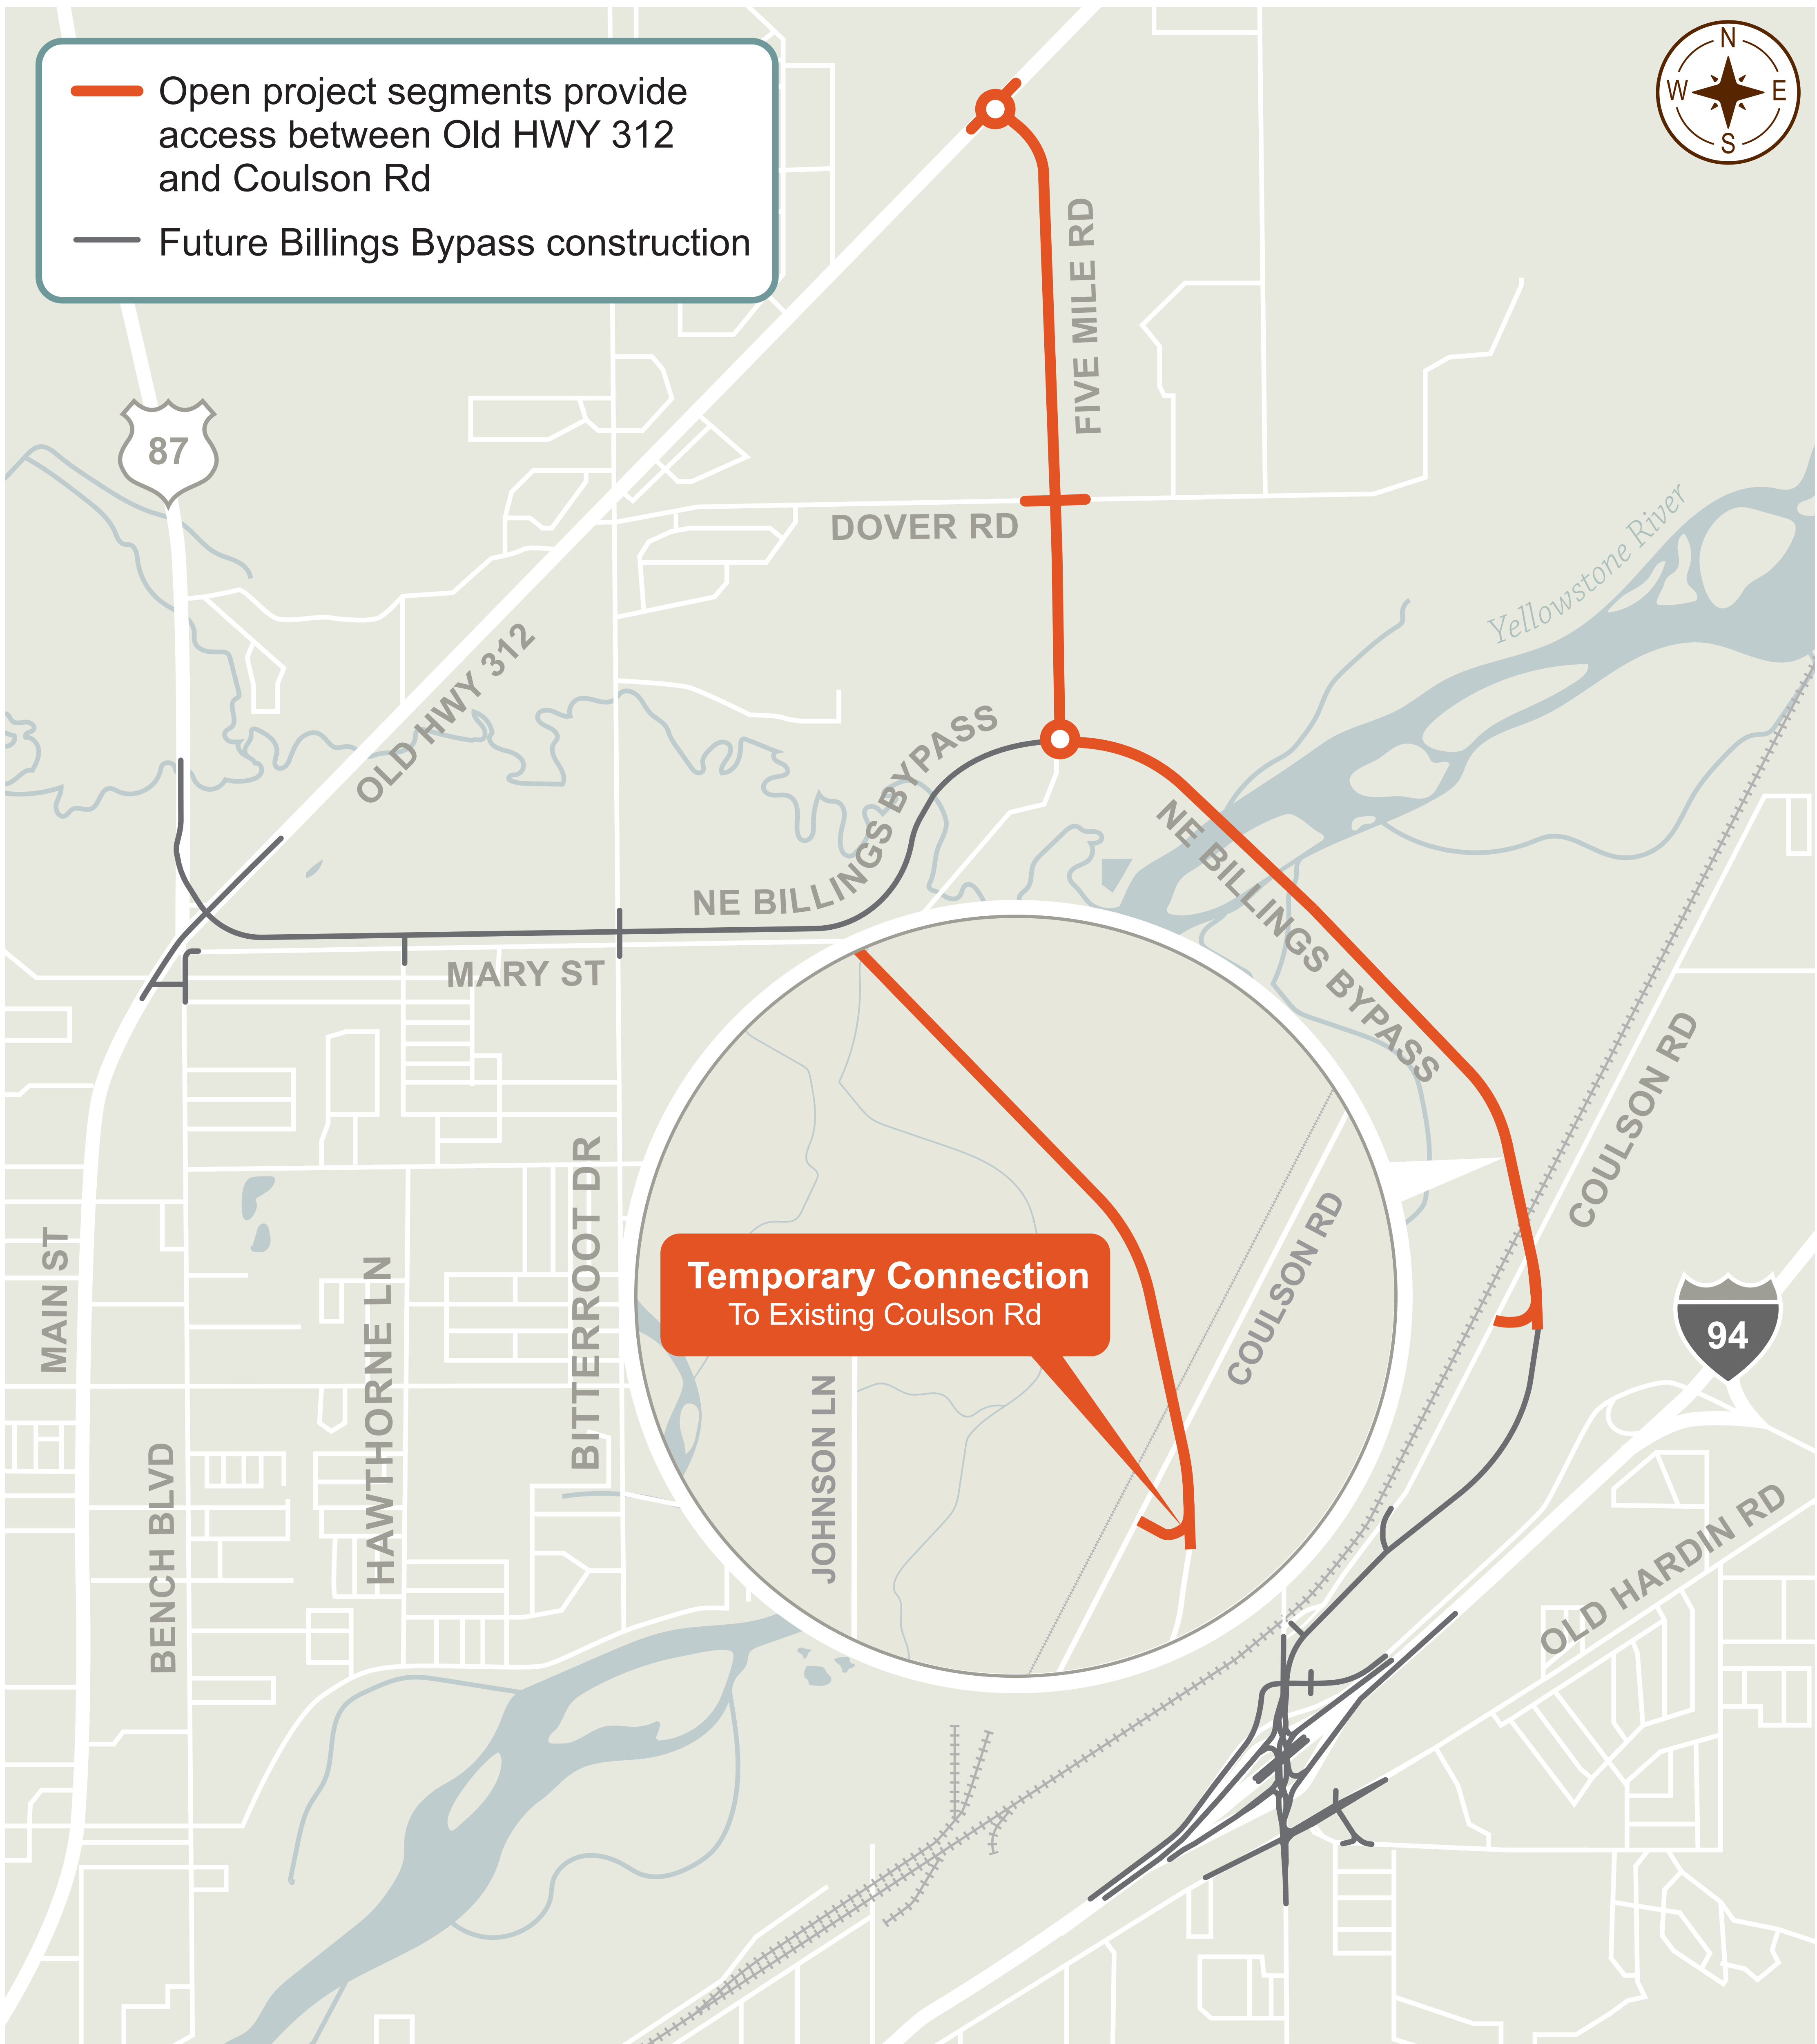 Open project segments provide
access between Old HWY 312
and Coulson Rd
Future Billings Bypass construction
N
W
E
S
87
FIVE MILE RD
DOVER RD
Yellowstone River
OLD HWY 312
NE BILLINGS BYPASS
NE BILLINGS BYPASS
MARY ST
COULSON RD
MAIN ST
BENCH BLVD
HAWTHORNE LN
BITTERROOT DR
Temporary Connection
To Existing Coulson Rd
COULSON RD
JOHNSON LN
94
OLD HARDIN RD